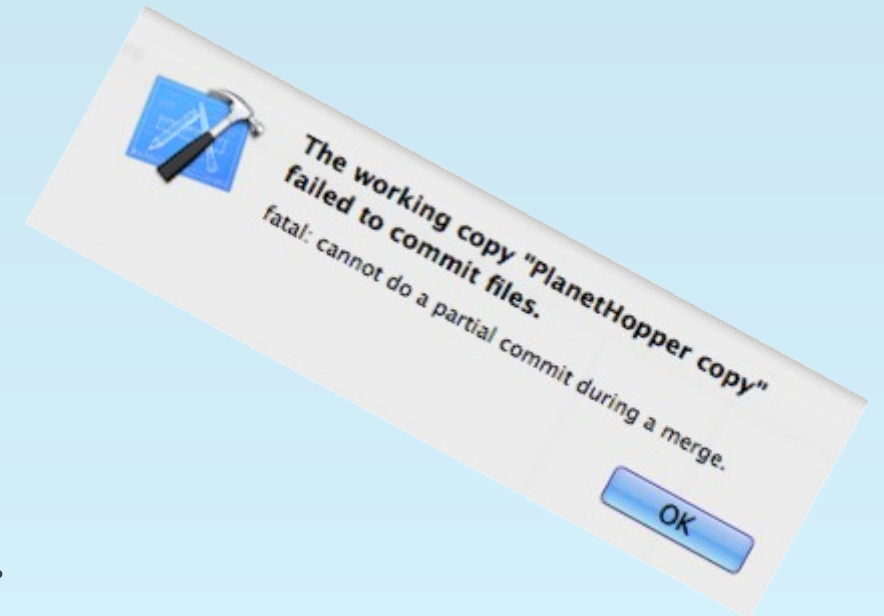 The working copy "PlanetHopper copy"
failed to commit files.
fatal: cannot do a partial commit during a merge.
OK